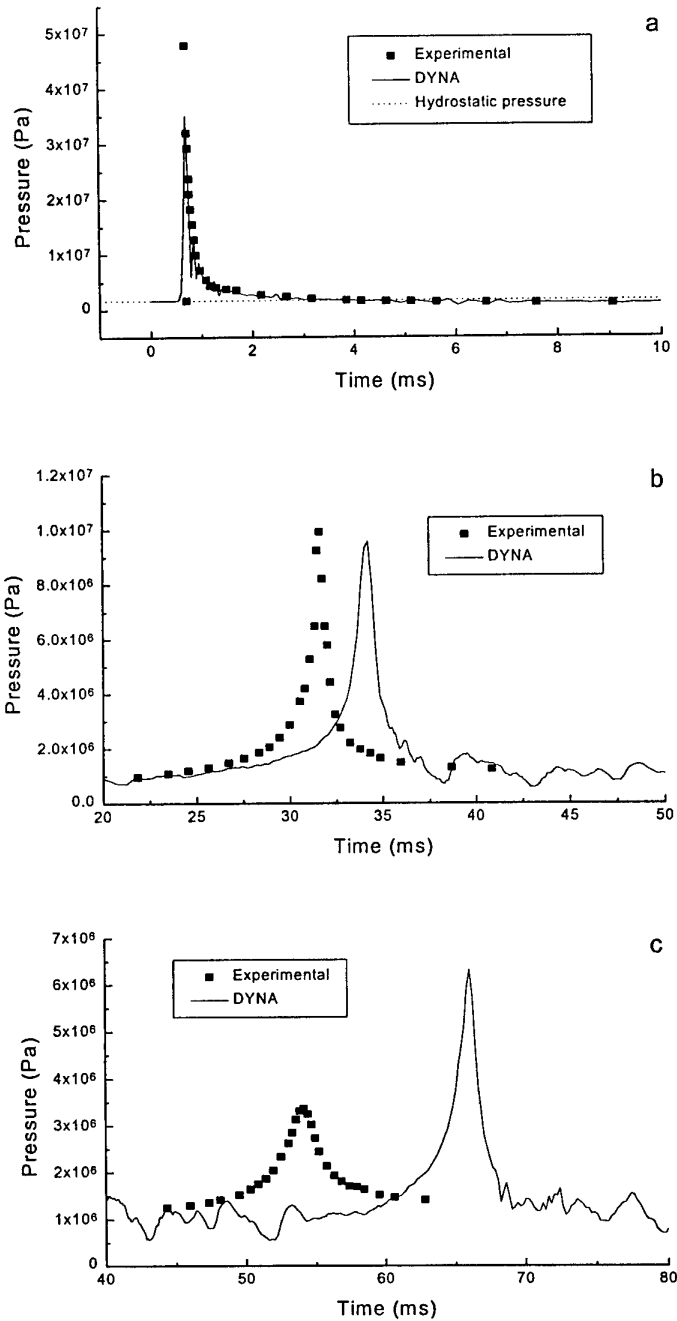 a
5x10⁷
4x10⁷
3x10⁷
2x10⁷
1x10⁷
0
Pressure (Pa)
Experimental
DYNA
Hydrostatic pressure
0 2 4 6 8 10
Time (ms)
b
1.2x10⁷
1.0x10⁷
8.0x10⁶
6.0x10⁶
4.0x10⁶
2.0x10⁶
0.0
Pressure (Pa)
Experimental
DYNA
20 25 30 35 40 45 50
Time (ms)
c
7x10⁶
6x10⁶
5x10⁶
4x10⁶
3x10⁶
2x10⁶
1x10⁶
0
Pressure (Pa)
Experimental
DYNA
40 50 60 70 80
Time (ms)